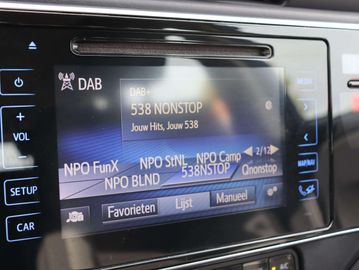 DAB
DAB+
538 NONSTOP
Jouw Hits, Jouw 538
MEDIA
VOL
NPO FunX
NPO StNL
NPO Camp
2/12
NPO BLND
538NSTOP
Qnonstop
MAP/NAV
SETUP
Favorieten
Lijst
Manueel
CAR